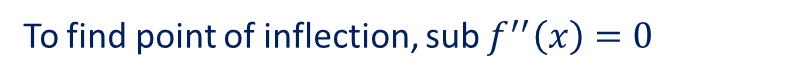 To find point of inflection, sub f''(x) = 0